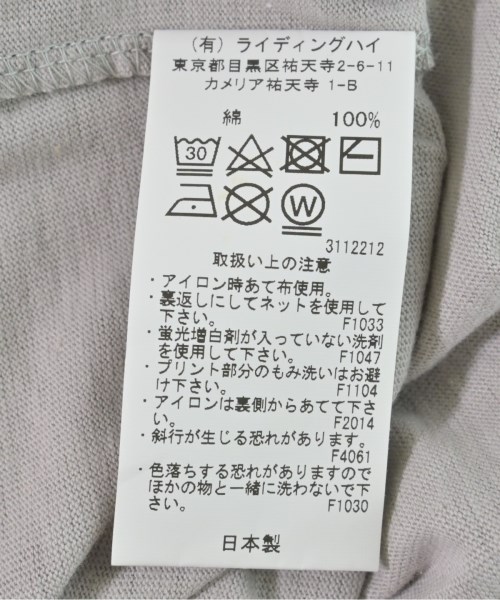 (有) ライディングハイ
東京都目黒区祐天寺2-6-11
カメリア祐天寺 1-B
綿 100%
30
W
3112212
取扱い上の注意
・アイロン時あて布使用。
・裏返しにしてネットを使用して
下さい。 F1033
・蛍光増白剤が入っていない洗剤
を使用して下さい。 F1047
・プリント部分のもみ洗いはお避
け下さい。 F1104
・アイロンは裏側からあてて下さ
い。 F2014
・斜行が生じる恐れがあります。
F4061
・色落ちする恐れがありますので
ほかの物と一緒に洗わないで下
さい。 F1030
日本製